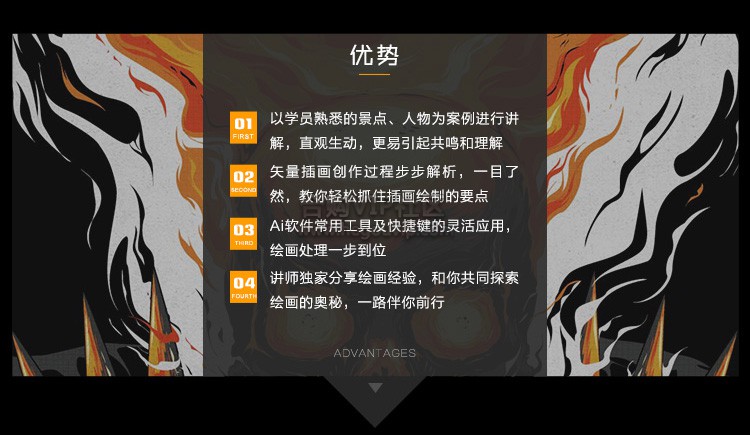 优势
01
FIRST
以学员熟悉的景点、人物为案例进行讲
解，直观生动，更易引起共鸣和理解
02
SECOND
矢量插画创作过程步步解析，一目了
然，教你轻松抓住插画绘制的要点
03
THIRD
Ai软件常用工具及快捷键的灵活应用，
绘画处理一步到位
04
FOURTH
讲师独家分享绘画经验，和你共同探索
绘画的奥秘，一路伴你前行
ADVANTAGES